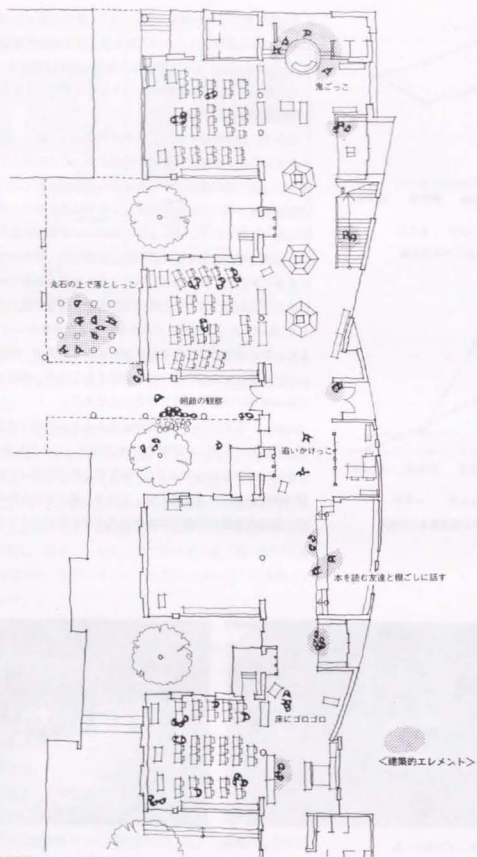 鬼ごっこ
丸石の上で落としっこ
朝顔の観察
追いかけっこ
本を読む友達と棚ごしに話す
床にゴロゴロ
<建築的エレメント>